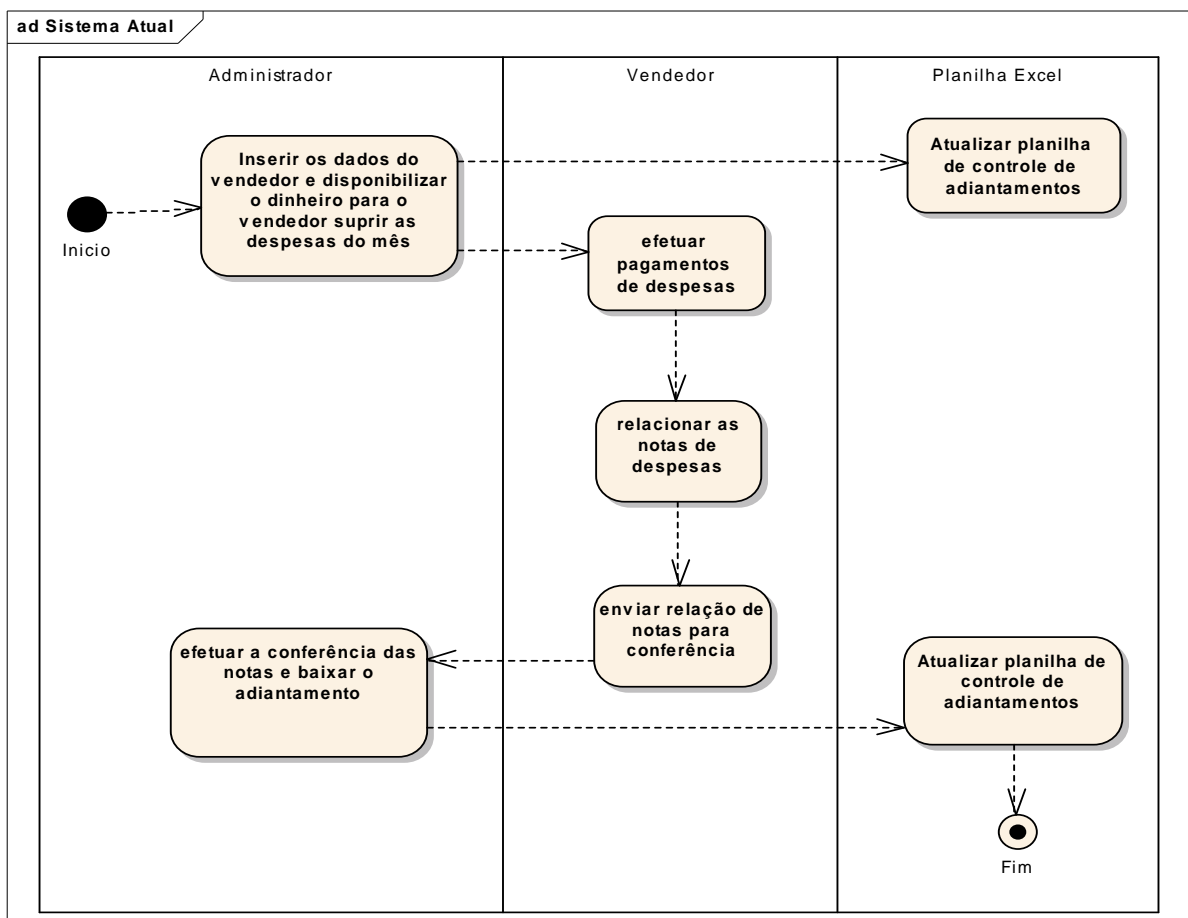 ad Sistema Atual
Administrador
Vendedor
Planilha Excel
Inserir os dados do
vendedor e disponibilizar
o dinheiro para o
vendedor suprir as
despesas do mês
Atualizar planilha
de controle de
adiantamentos
Inicio
efetuar
pagamentos
de despesas
relacionar as
notas de
despesas
enviar relação de
notas para
conferência
efetuar a conferência das
notas e baixar o
adiantamento
Atualizar planilha de
controle de
adiantamentos
Fim